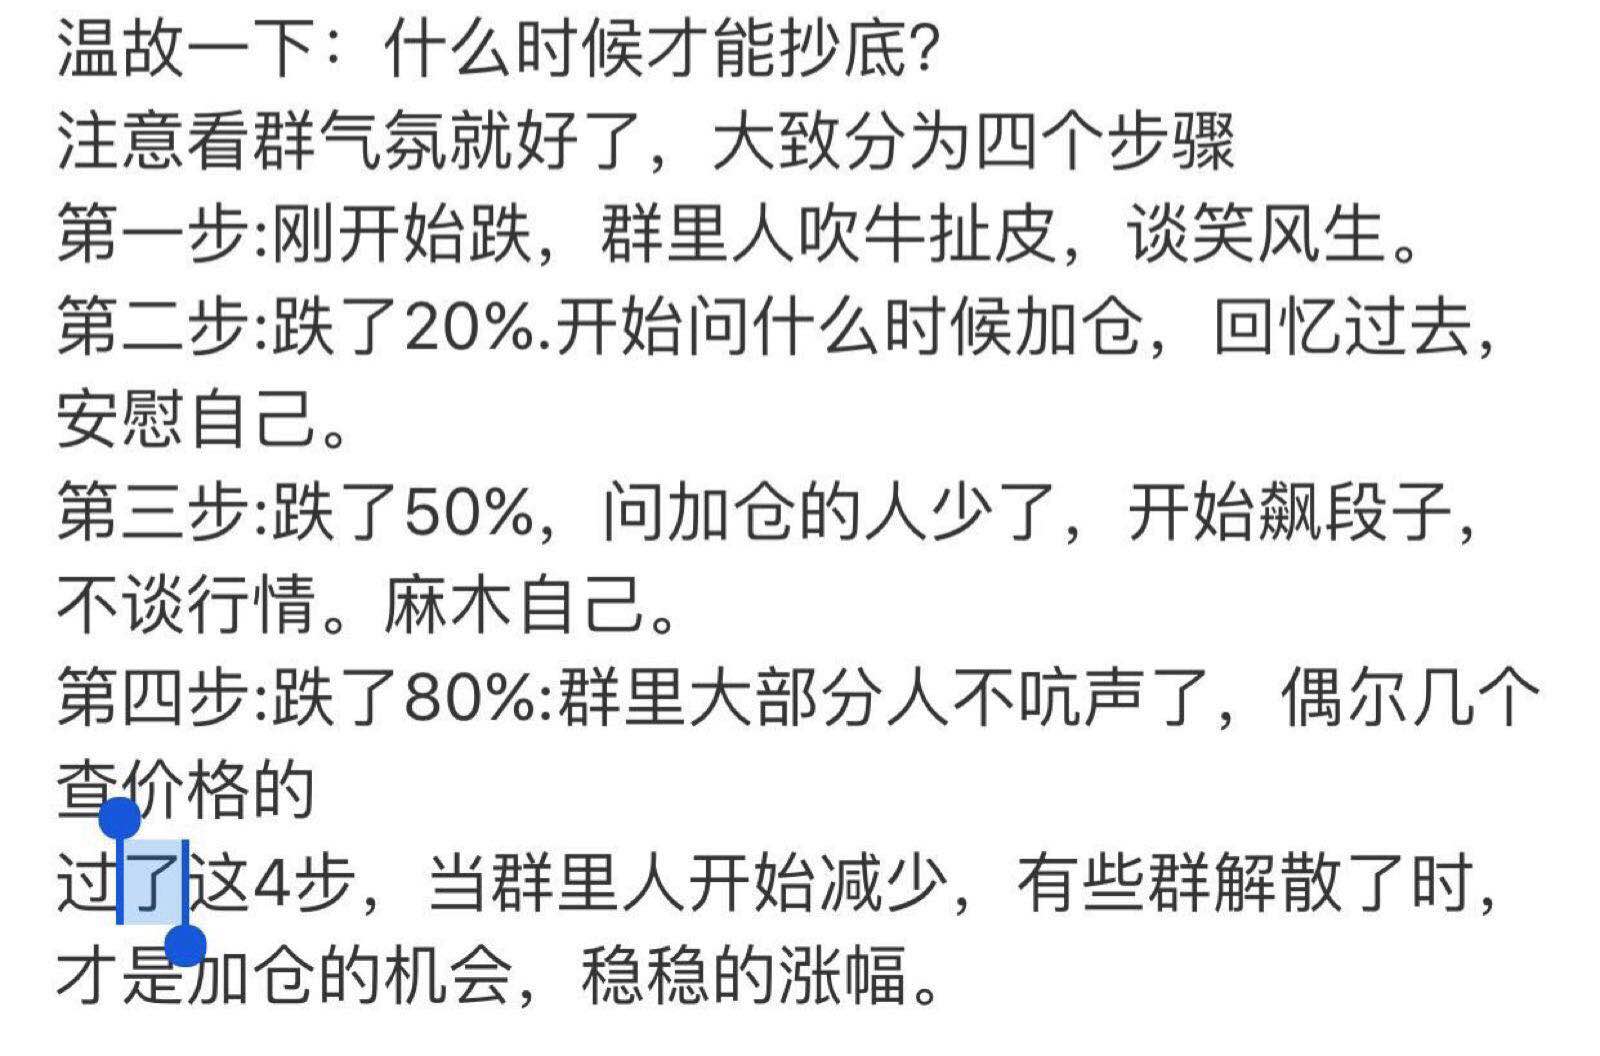 温故一下：什么时候才能抄底?
注意看群气氛就好了，大致分为四个步骤
第一步:刚开始跌，群里人吹牛扯皮，谈笑风生。
第二步:跌了20%.开始问什么时候加仓，回忆过去，
安慰自己。
第三步:跌了50%，问加仓的人少了，开始飙段子，
不谈行情。麻木自己。
第四步:跌了80%:群里大部分人不吭声了，偶尔几个
查价格的
过了这4步，当群里人开始减少，有些群解散了时，
才是加仓的机会，稳稳的涨幅。